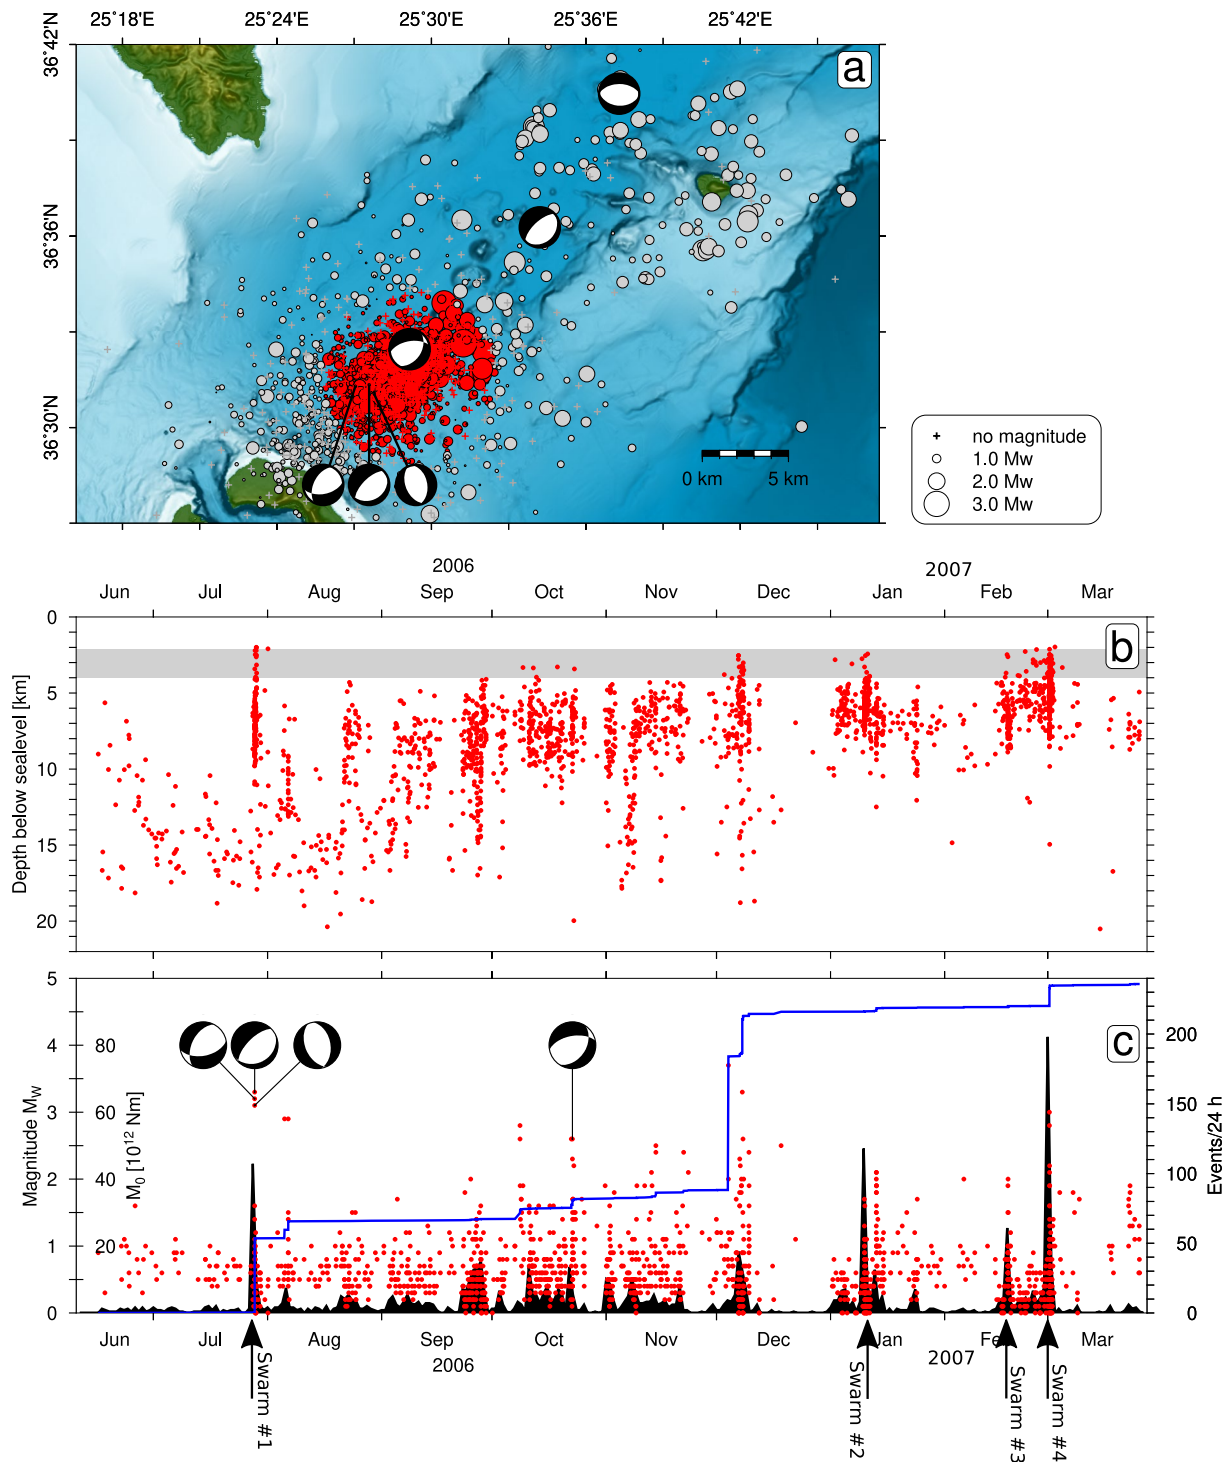 25˚18'E 25˚24'E 25˚30'E 25˚36'E 25˚42'E
36˚42'N
36˚36'N
36˚30'N
a
0 km 5 km
no magnitude
1.0 Mw
2.0 Mw
3.0 Mw
2006 2007
Jun Jul Aug Sep Oct Nov Dec Jan Feb Mar
b
Depth below sealevel [km]
0
5
10
15
20
c
Magnitude MW
5
4
3
2
1
0
M0 [10^12 Nm]
80
60
40
20
Events/24 h
200
150
100
50
0
Jun Jul Aug Sep Oct Nov Dec Jan Feb Mar
2006 2007
Swarm #1
Swarm #2
Swarm #3
Swarm #4